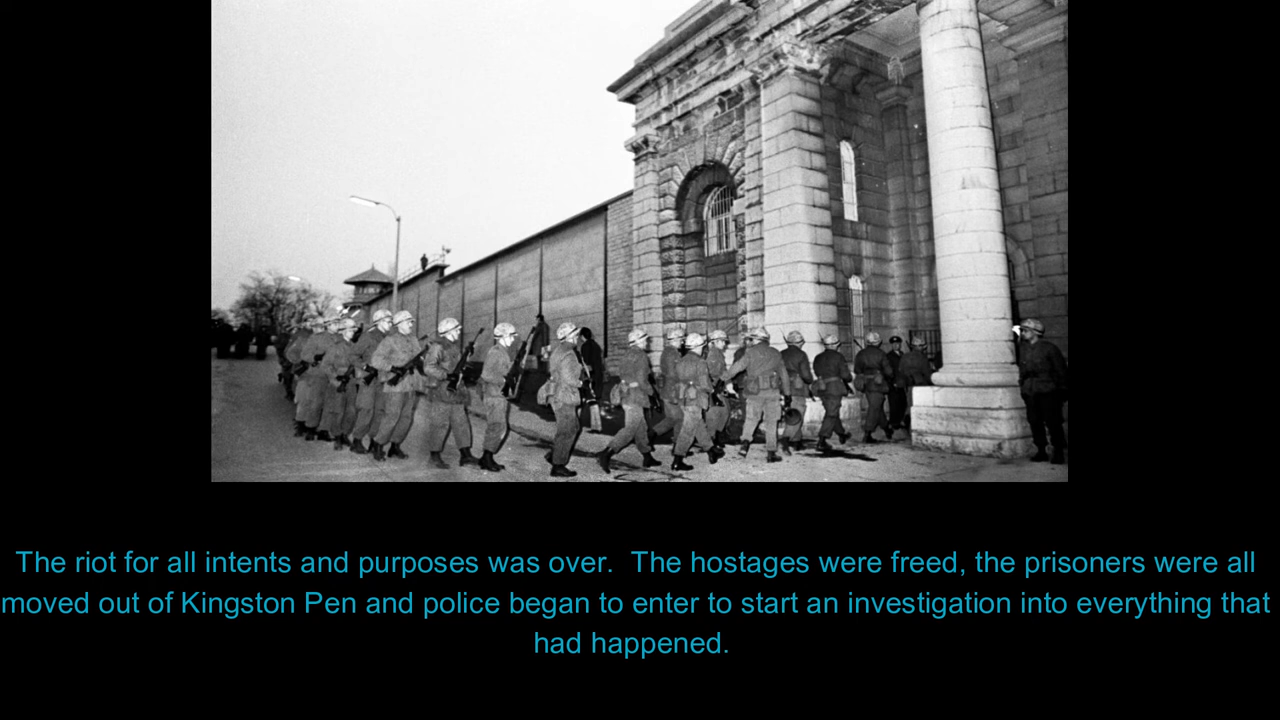 The riot for all intents and purposes was over.  The hostages were freed, the prisoners were all
moved out of Kingston Pen and police began to enter to start an investigation into everything that
had happened.